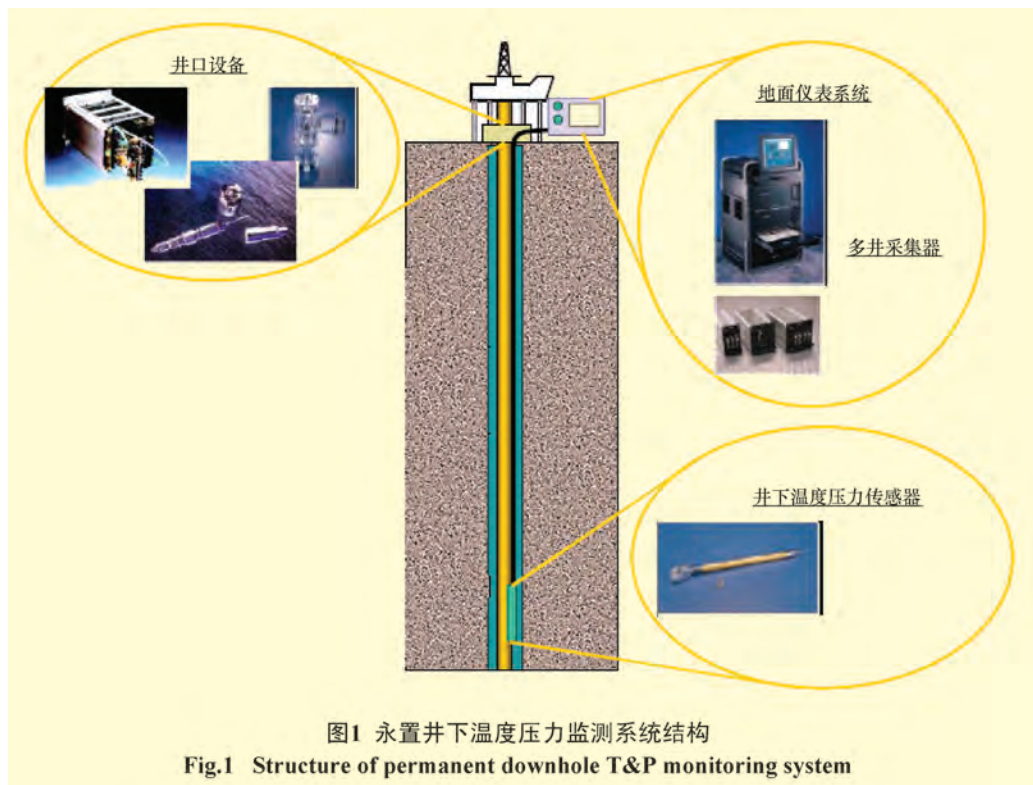 井口设备
地面仪表系统
多井采集器
井下温度压力传感器
图1 永置井下温度压力监测系统结构
Fig.1 Structure of permanent downhole T&P monitoring system